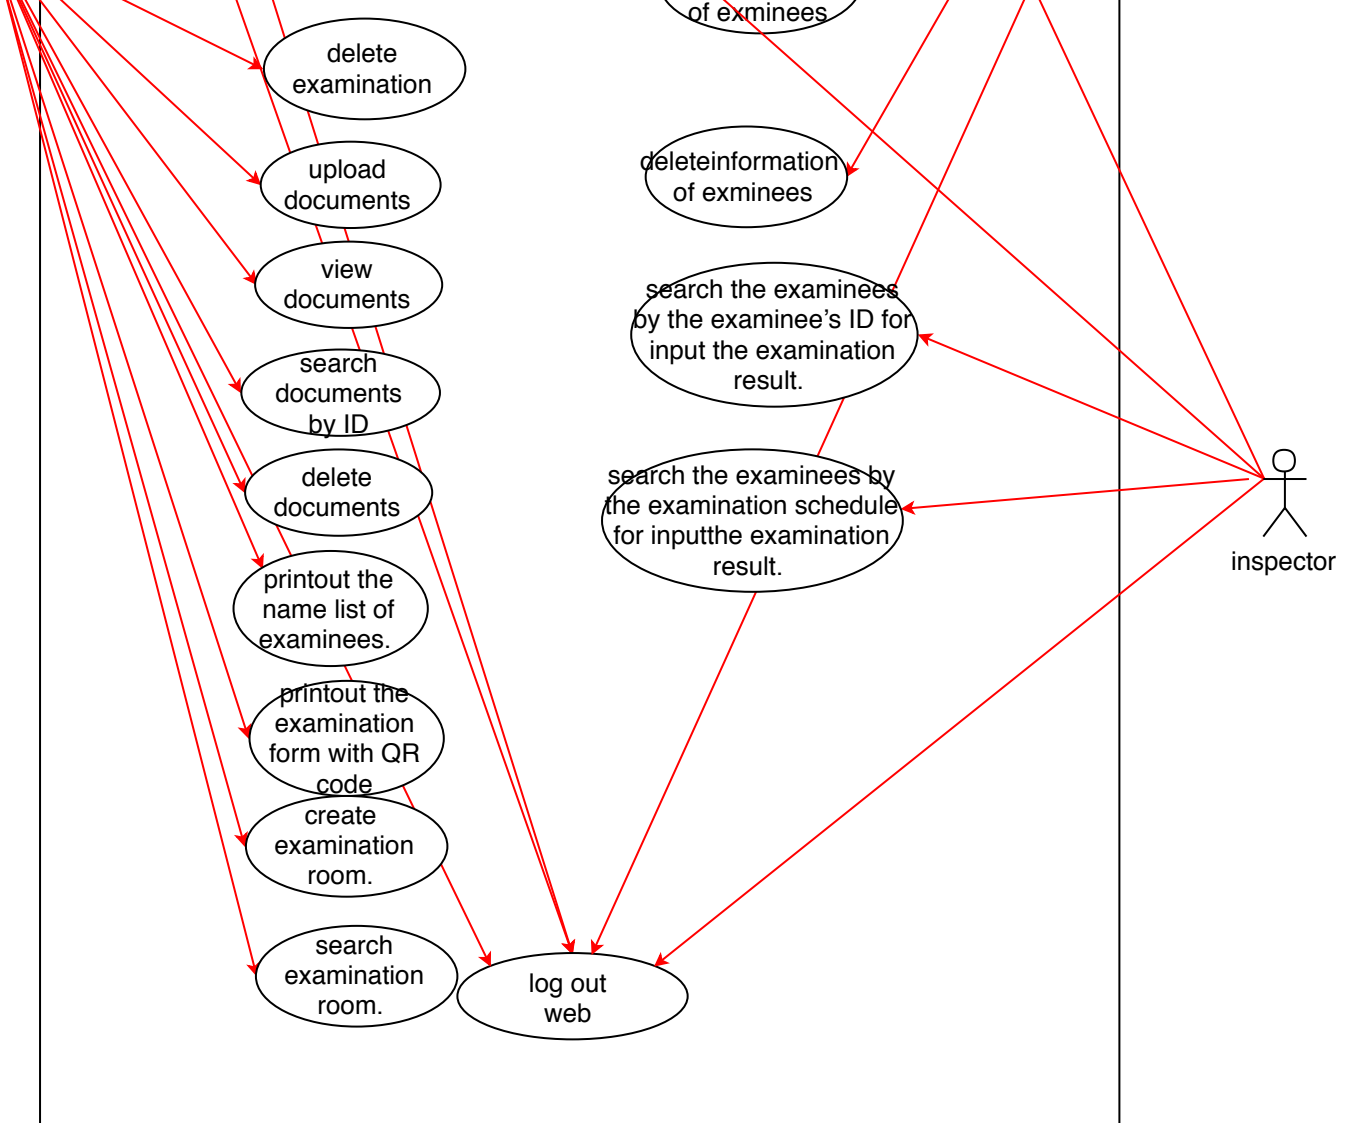 delete
examination
upload
documents
view
documents
search
documents
by ID
delete
documents
printout the
name list of
examinees.
printout the
examination
form with QR
code
create
examination
room.
search
examination
room.
of exminees
deleteinformation
of exminees
search the examinees
by the examinee’s ID for
input the examination
result.
search the examinees by
the examination schedule
for inputthe examination
result.
log out
web
inspector